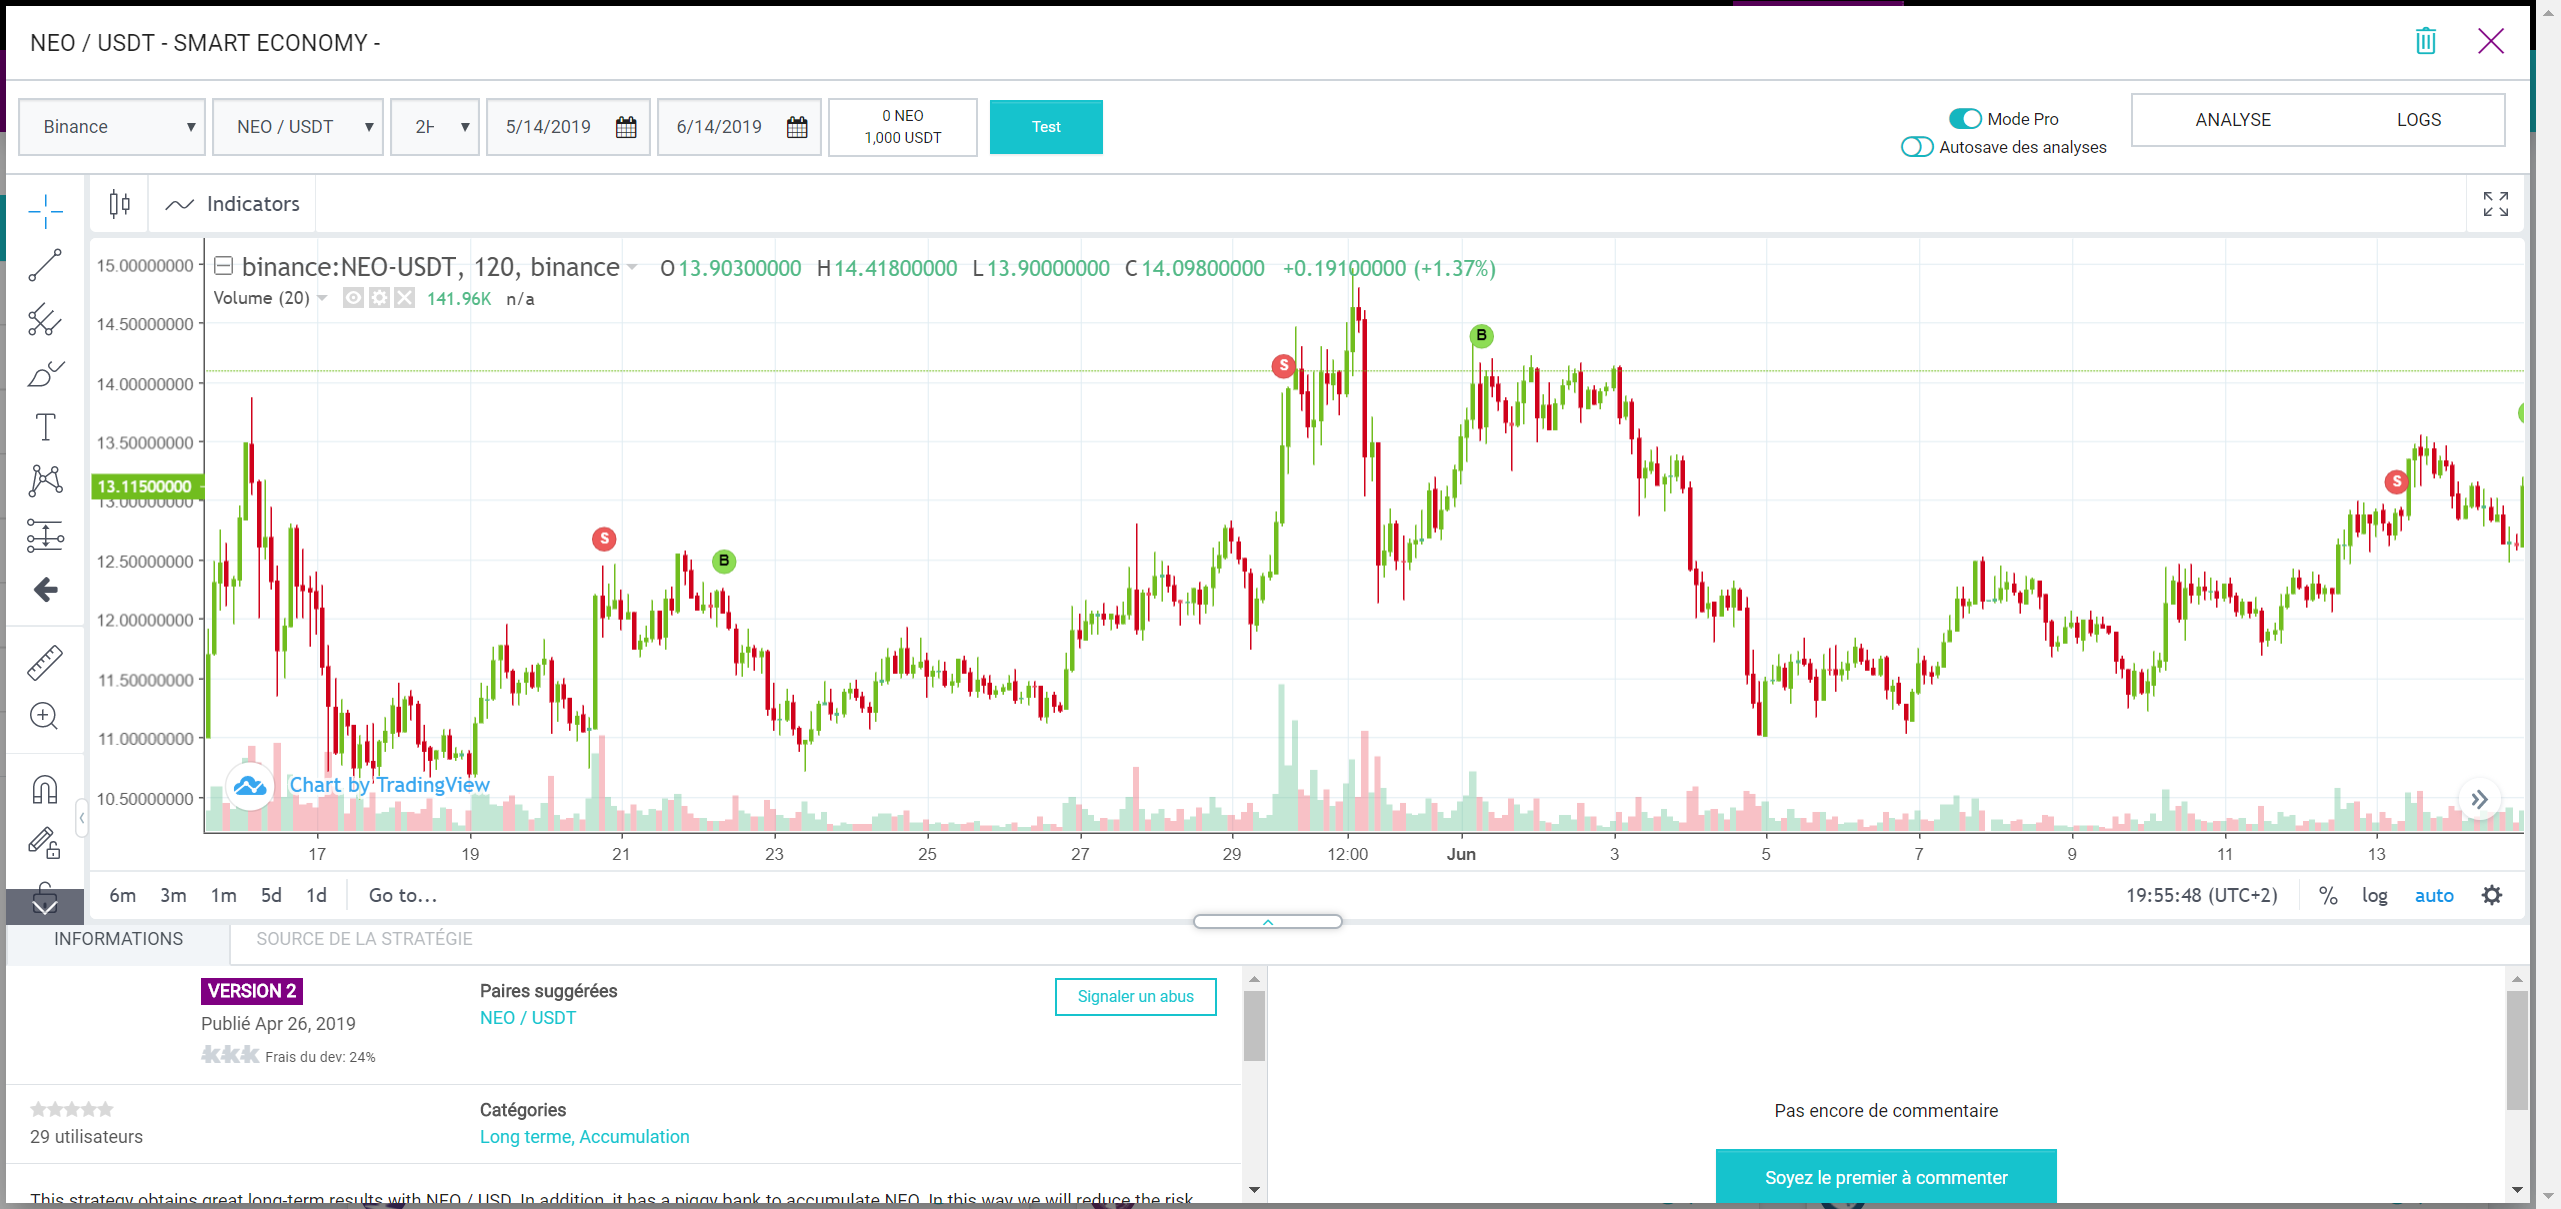 NEO / USDT - SMART ECONOMY -
Binance
NEO / USDT
5/14/2019
6/14/2019
0 NEO
1,000 USDT
Test
Mode Pro
Autosave des analyses
ANALYSE
LOGS
Indicators
binance:NEO-USDT, 120, binance O 13.90300000 H 14.41800000 L 13.90000000 C 14.09800000 +0.19100000 (+1.37%)
Volume (20) 141.96K n/a
15.00000000
14.50000000
14.00000000
13.50000000
13.11500000
13.00000000
12.50000000
12.00000000
11.50000000
11.00000000
10.50000000
S
B
S
B
S
Chart by TradingView
17 19 21 23 25 27 29 12:00 Jun 3 5 7 9 11 13
6m 3m 1m 5d 1d Go to...
19:55:48 (UTC+2) % log auto
INFORMATIONS
SOURCE DE LA STRATÉGIE
VERSION 2
Publié Apr 26, 2019
Frais du dev: 24%
Paires suggérées
NEO / USDT
Signaler un abus
29 utilisateurs
Catégories
Long terme, Accumulation
This strategy obtains great long-term results with NEO / USD. In addition, it has a piggy bank to accumulate NEO. In this way we will reduce the risk
Pas encore de commentaire
Soyez le premier à commenter